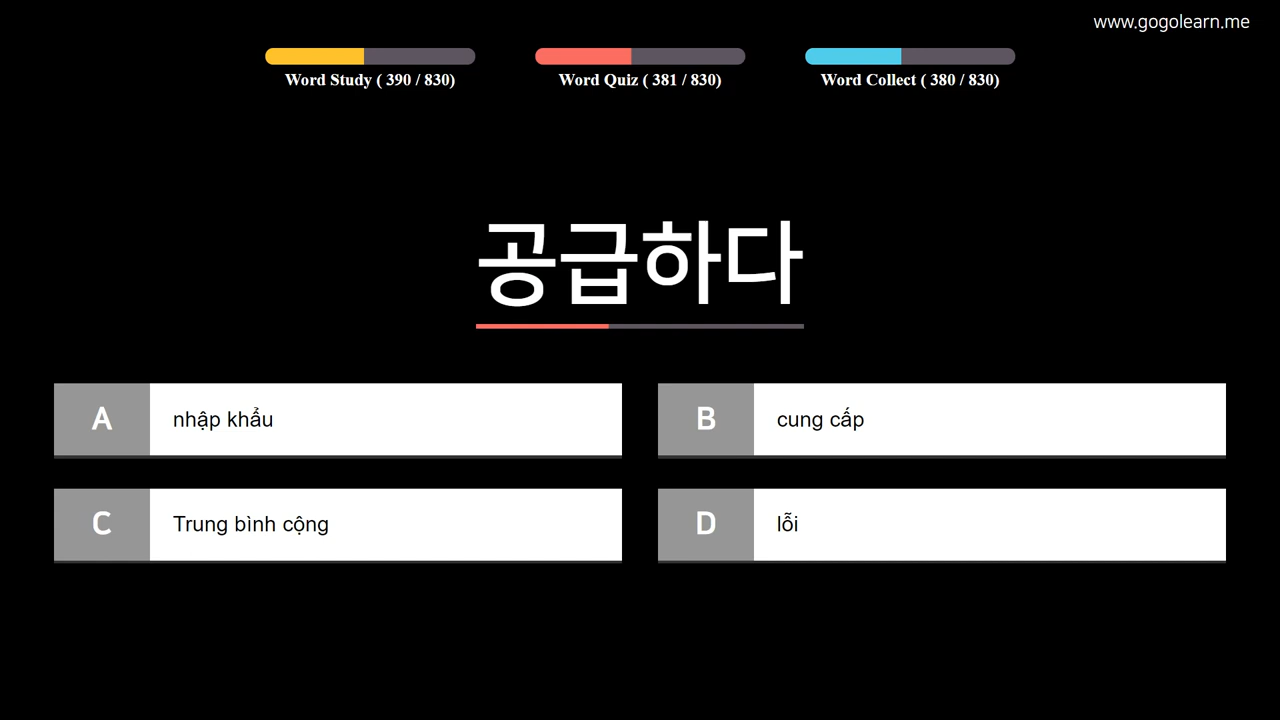 www.gogolearn.me
Word Study ( 390 / 830)
Word Quiz ( 381 / 830)
Word Collect ( 380 / 830)
공급하다
A nhập khẩu
B cung cấp
C Trung bình cộng
D lỗi